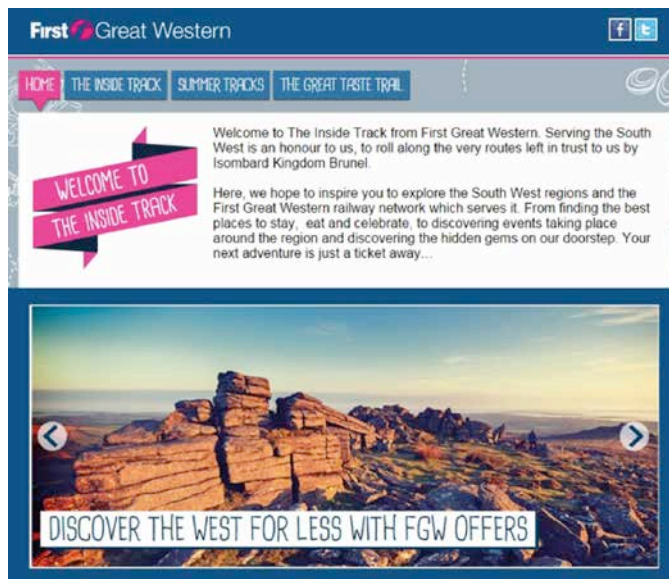 First Great Western
f t
HOME THE INSIDE TRACK SUMMER TRACKS THE GREAT TASTE TRAIL
WELCOME TO
THE INSIDE TRACK
Welcome to The Inside Track from First Great Western. Serving the South
West is an honour to us, to roll along the very routes left in trust to us by
Isombard Kingdom Brunel.
Here, we hope to inspire you to explore the South West regions and the
First Great Western railway network which serves it. From finding the best
places to stay, eat and celebrate, to discovering events taking place
around the region and discovering the hidden gems on our doorstep. Your
next adventure is just a ticket away...
DISCOVER THE WEST FOR LESS WITH FGW OFFERS